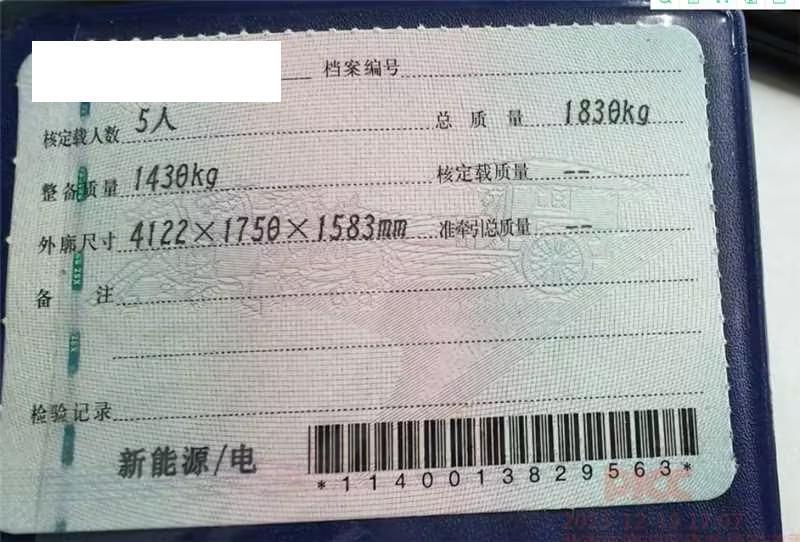 档案编号
核定载人数 5人 总质量 1830kg
整备质量 1430kg 核定载质量 --
外廓尺寸 4122×1750×1583mm 准牵引总质量 --
备注
检验记录
新能源/电
*1140013829563*
PICC